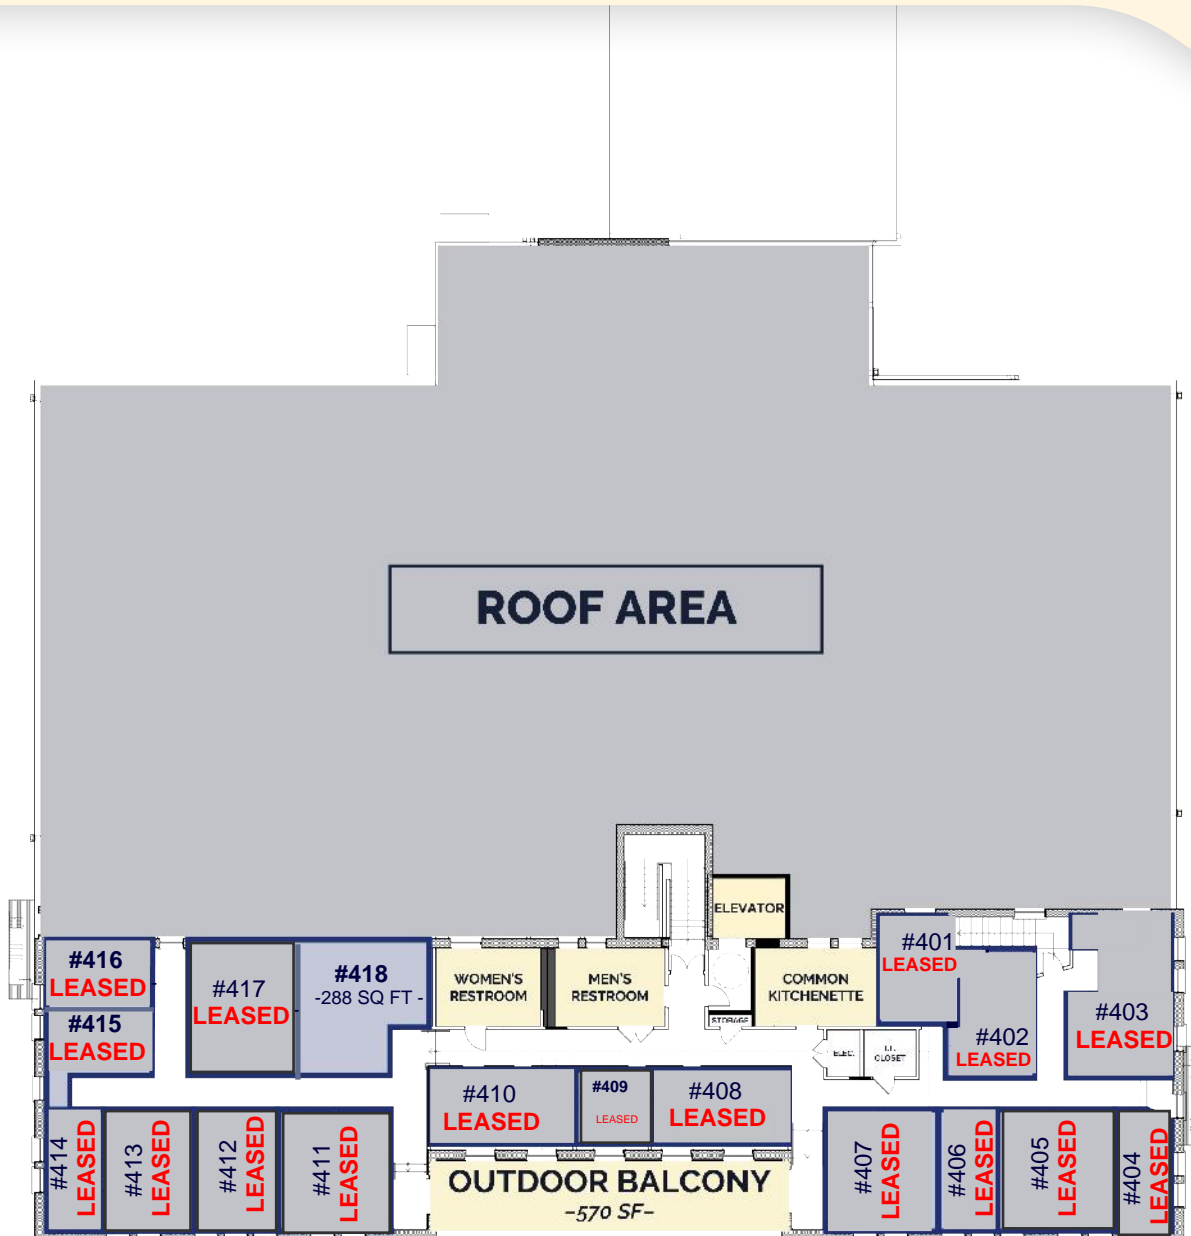 ROOF AREA
ELEVATOR
#416
LEASED
#415
LEASED
#417
LEASED
#418
-288 SQ FT -
WOMEN'S
RESTROOM
MEN'S
RESTROOM
STORAGE
COMMON
KITCHENETTE
#401
LEASED
#402
LEASED
#403
LEASED
ELEC.
I.T.
CLOSET
#410
LEASED
#409
LEASED
#408
LEASED
#414
LEASED
#413
LEASED
#412
LEASED
#411
LEASED
#407
LEASED
#406
LEASED
#405
LEASED
#404
LEASED
OUTDOOR BALCONY
-570 SF-